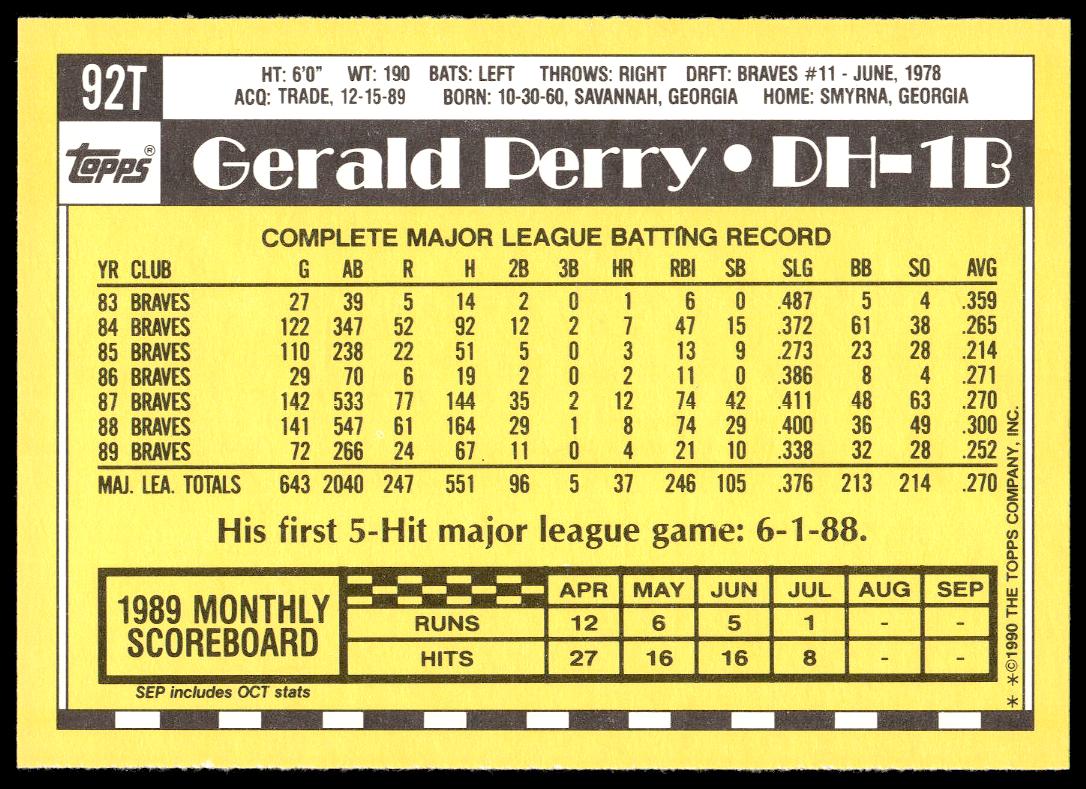 92T
HT: 6'0" WT: 190 BATS: LEFT THROWS: RIGHT DRFT: BRAVES #11 - JUNE, 1978
ACQ: TRADE, 12-15-89 BORN: 10-30-60, SAVANNAH, GEORGIA HOME: SMYRNA, GEORGIA
TOPPS®
Gerald Perry • DH-1B
COMPLETE MAJOR LEAGUE BATTING RECORD
YR CLUB G AB R H 2B 3B HR RBI SB SLG BB SO AVG
83 BRAVES 27 39 5 14 2 0 1 6 0 .487 5 4 .359
84 BRAVES 122 347 52 92 12 2 7 47 15 .372 61 38 .265
85 BRAVES 110 238 22 51 5 0 3 13 9 .273 23 28 .214
86 BRAVES 29 70 6 19 2 0 2 11 0 .386 8 4 .271
87 BRAVES 142 533 77 144 35 2 12 74 42 .411 48 63 .270
88 BRAVES 141 547 61 164 29 1 8 74 29 .400 36 49 .300
89 BRAVES 72 266 24 67 11 0 4 21 10 .338 32 28 .252
MAJ. LEA. TOTALS 643 2040 247 551 96 5 37 246 105 .376 213 214 .270
His first 5-Hit major league game: 6-1-88.
1989 MONTHLY
SCOREBOARD
APR MAY JUN JUL AUG SEP
RUNS 12 6 5 1 - -
HITS 27 16 16 8 - -
SEP includes OCT stats
* *©1990 THE TOPPS COMPANY, INC.